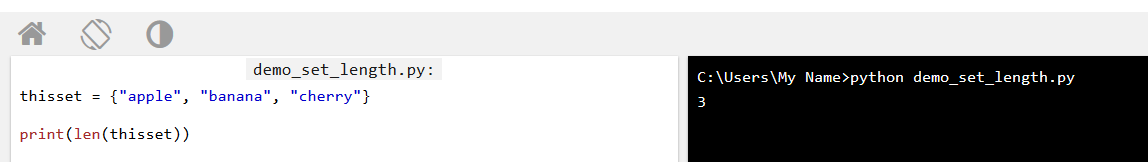 demo_set_length.py:
thisset = {"apple", "banana", "cherry"}
print(len(thisset))
C:\Users\My Name>python demo_set_length.py
3